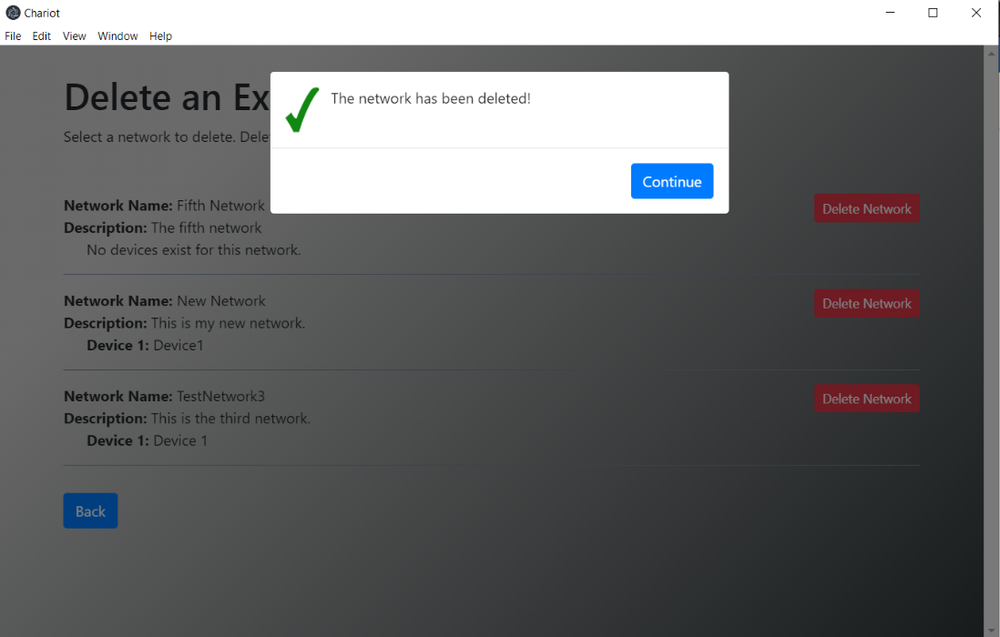 Chariot
File Edit View Window Help
Delete an Ex
Select a network to delete. Dele
The network has been deleted!
Continue
Network Name: Fifth Network
Delete Network
Description: The fifth network
No devices exist for this network.
Network Name: New Network
Delete Network
Description: This is my new network.
Device 1: Device1
Network Name: TestNetwork3
Delete Network
Description: This is the third network.
Device 1: Device 1
Back